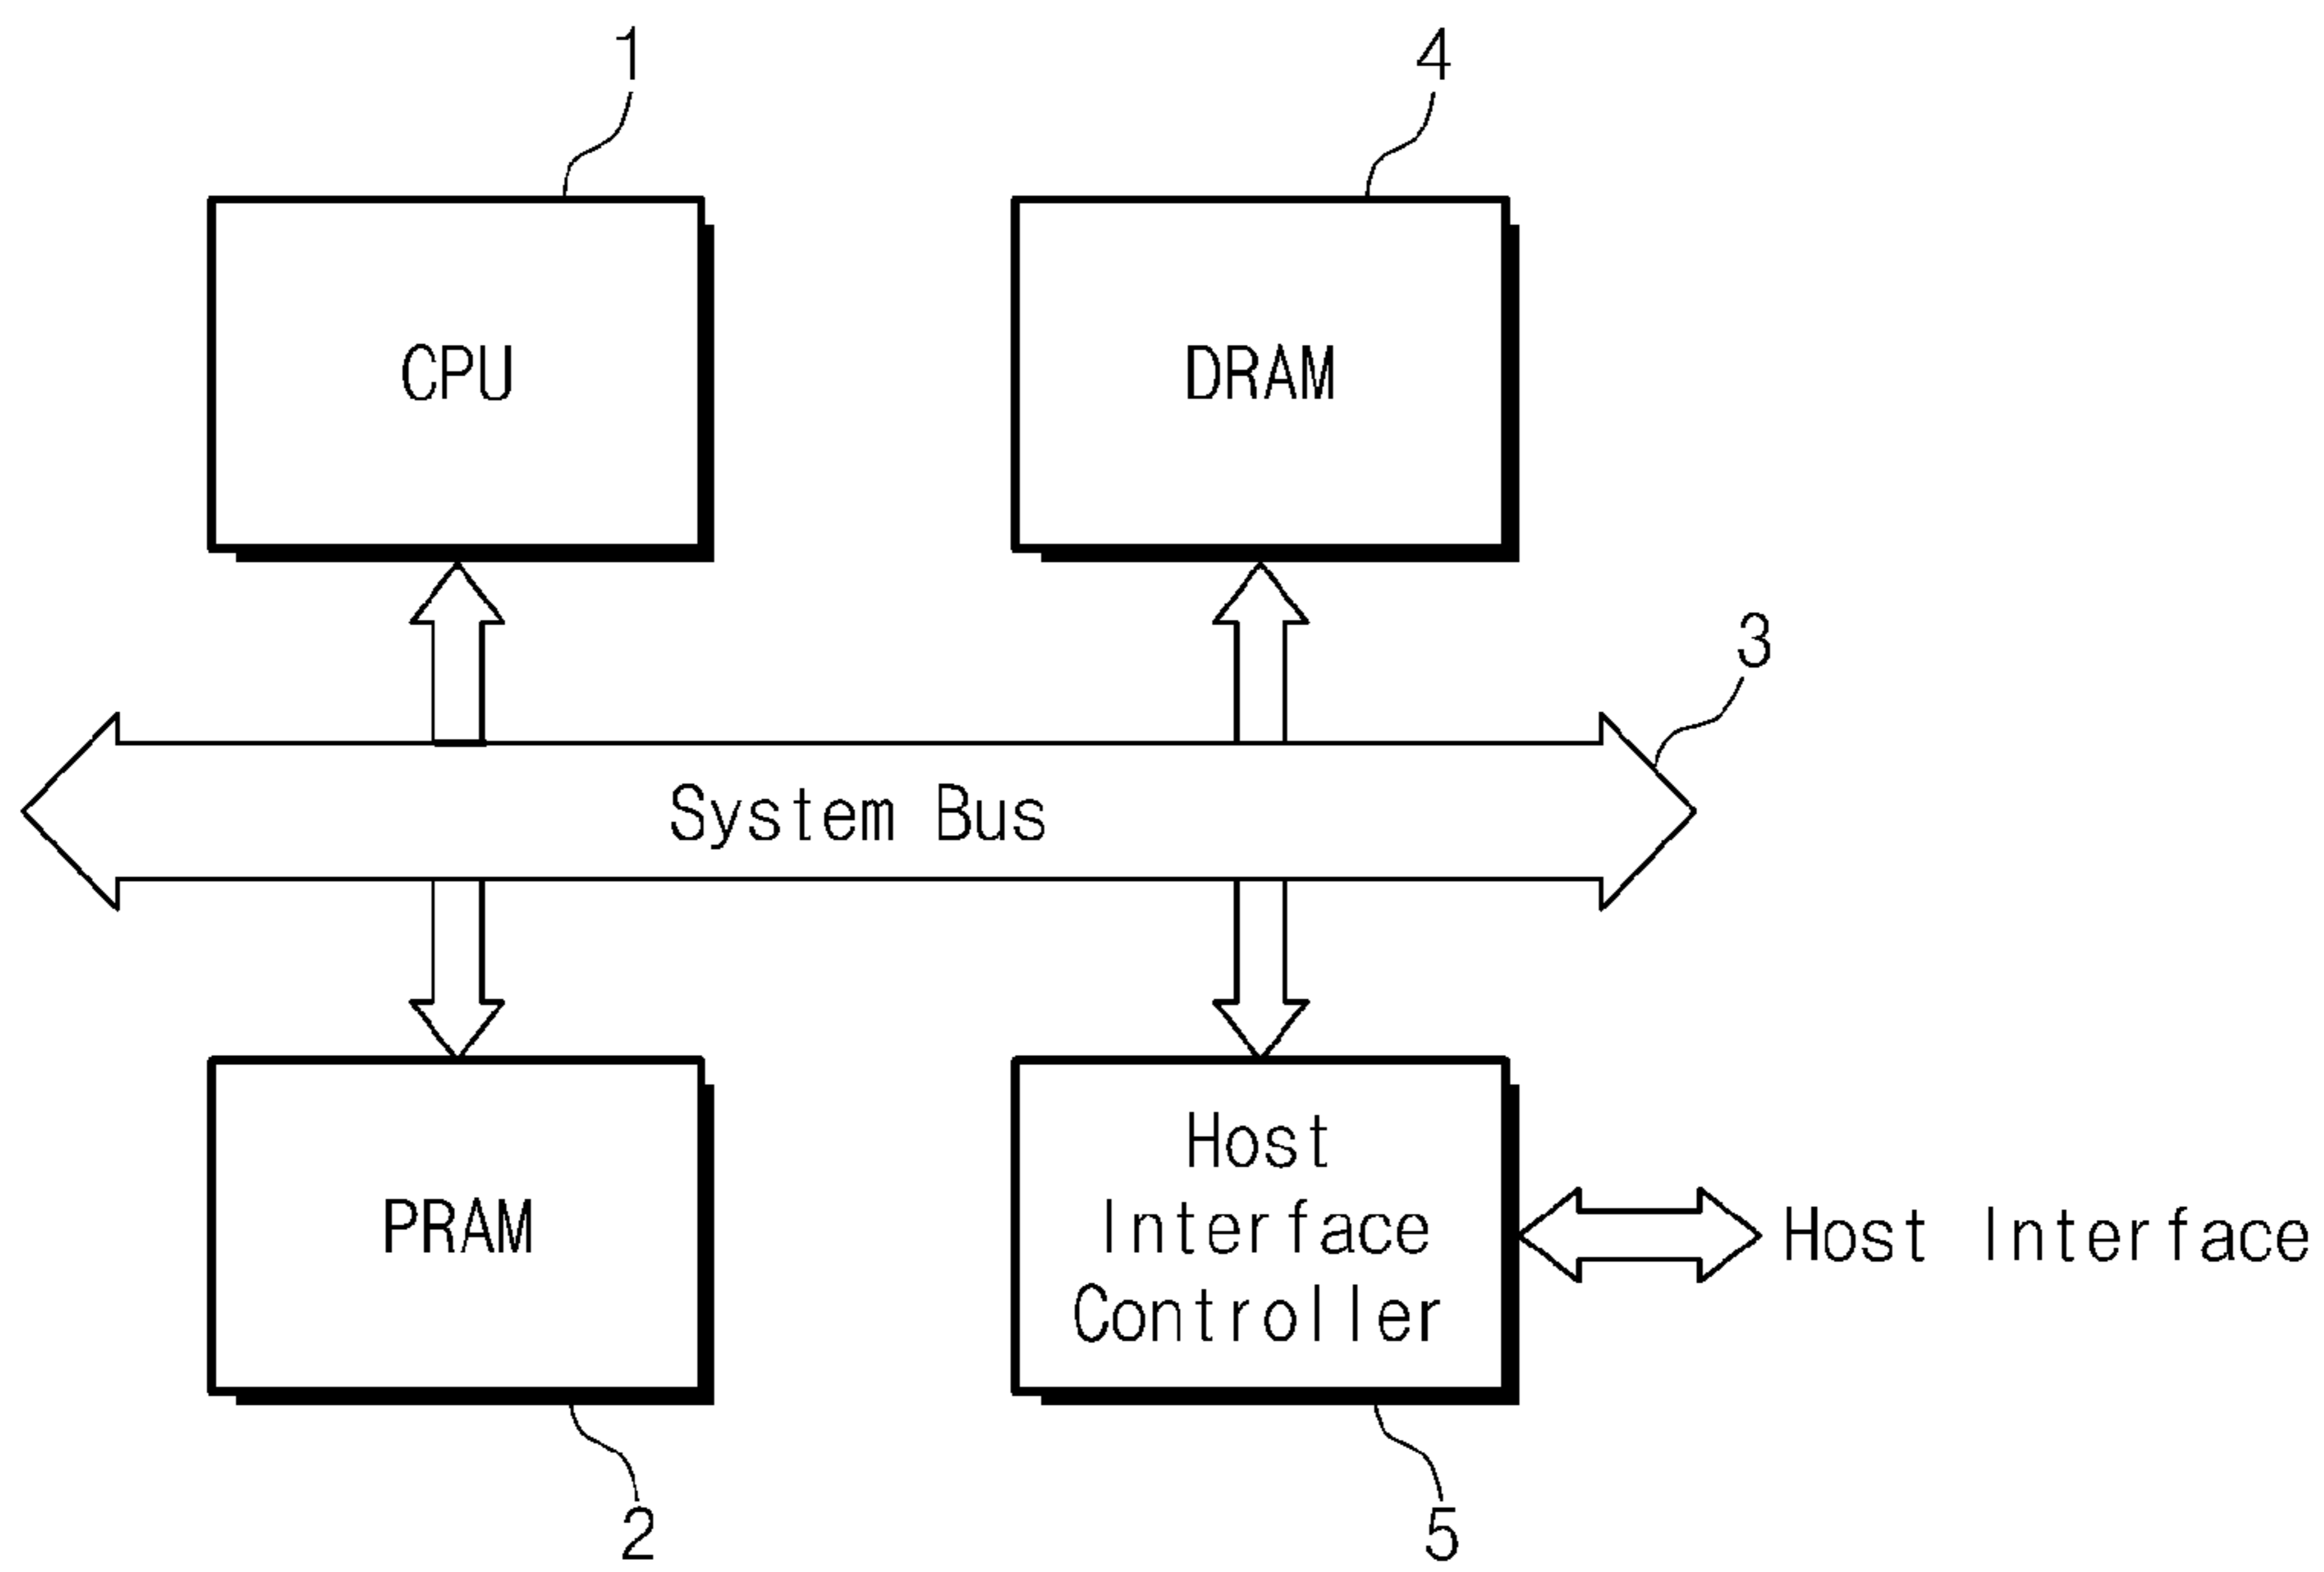 1
4
CPU
DRAM
3
System Bus
PRAM
Host
Interface
Controller
Host Interface
2
5